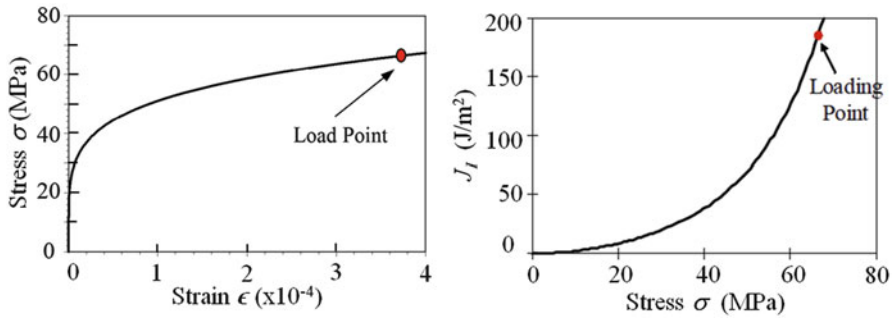 80
60
40
20
0
Stress σ (MPa)
Load Point
0 1 2 3 4
Strain ϵ (x10⁻⁴)
200
150
100
50
0
J_I (J/m²)
Loading
Point
0 20 40 60 80
Stress σ (MPa)